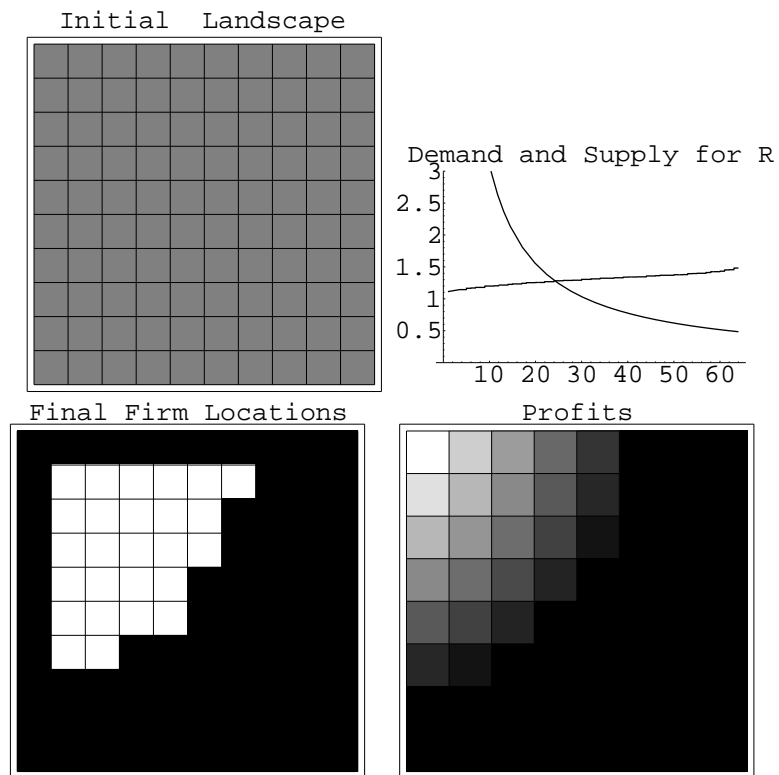 Initial Landscape
Demand and Supply for R
3
2.5
2
1.5
1
0.5
10 20 30 40 50 60
Final Firm Locations
Profits